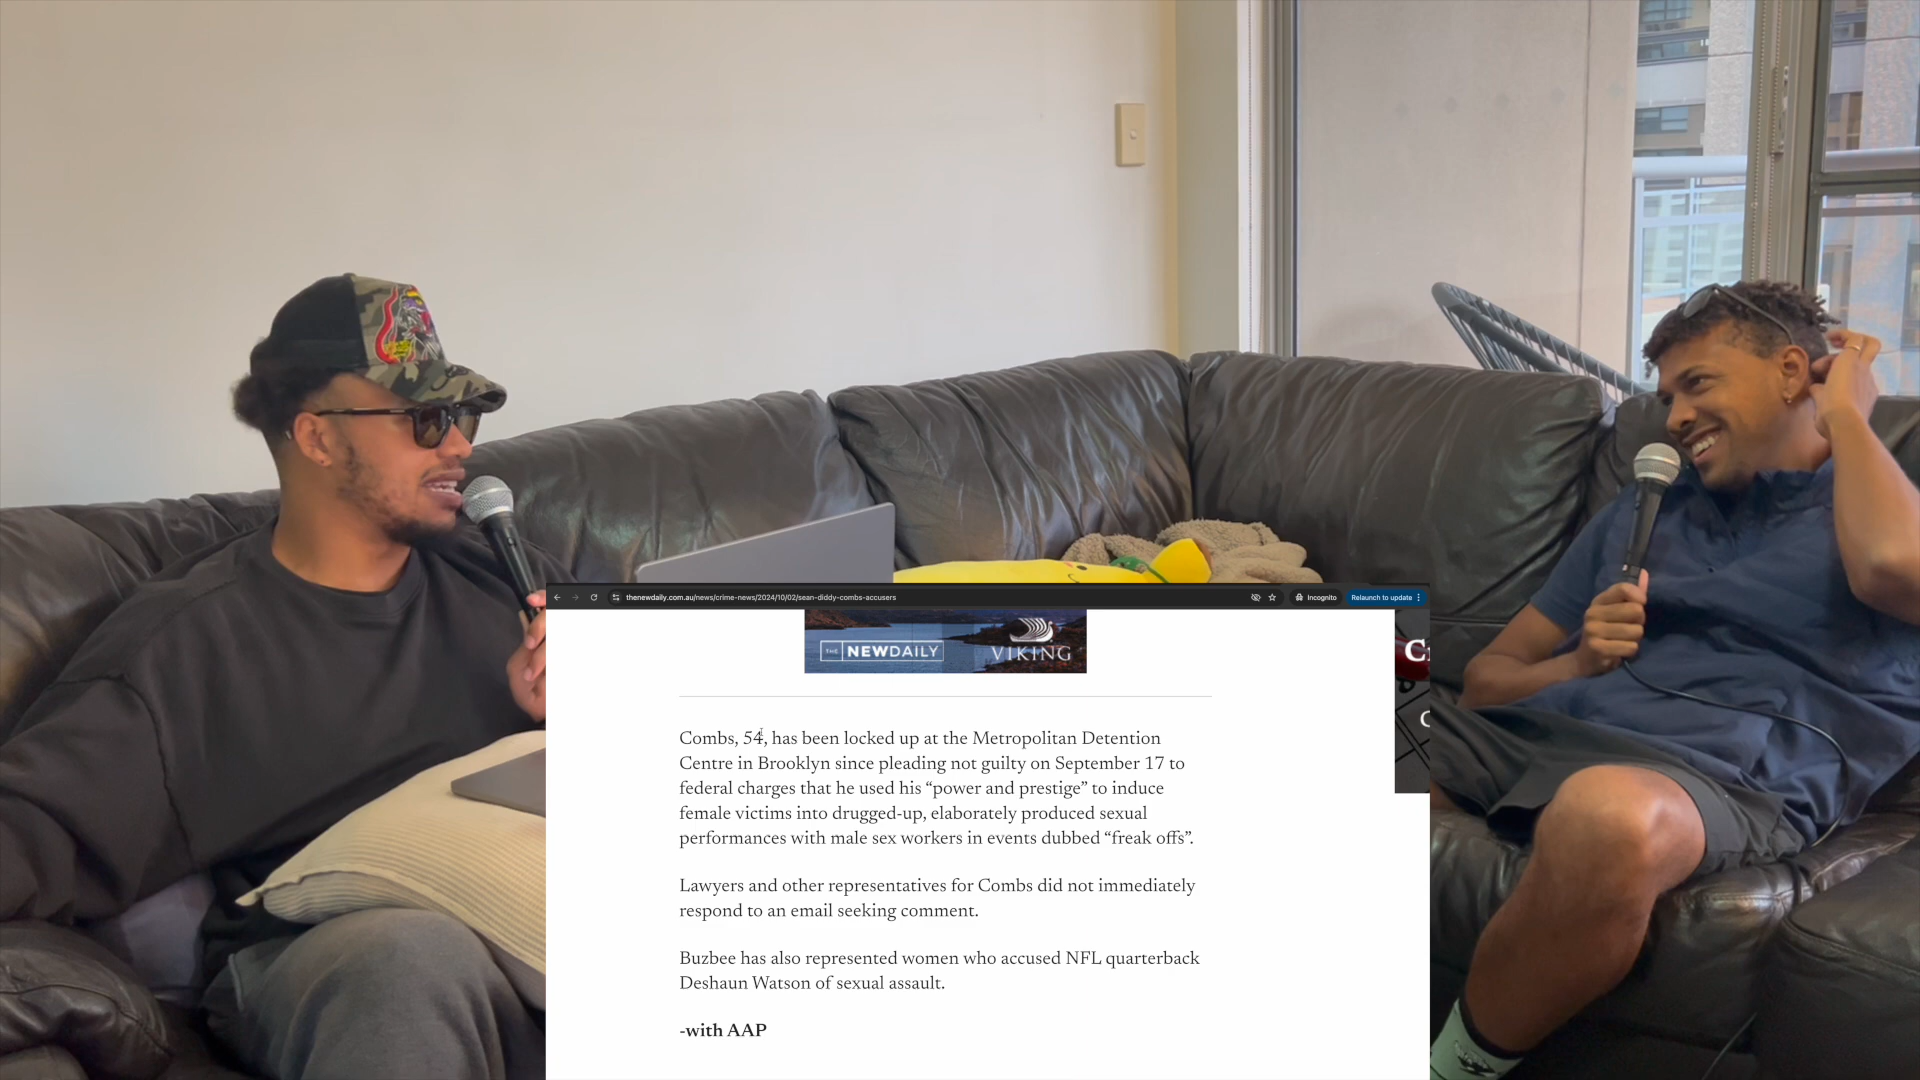 thenewdaily.com.au/news/crime-news/2024/10/02/sean-diddy-combs-accusers
Incognito
Relaunch to update
THE NEWDAILY
VIKING
Combs, 54, has been locked up at the Metropolitan Detention
Centre in Brooklyn since pleading not guilty on September 17 to
federal charges that he used his “power and prestige” to induce
female victims into drugged-up, elaborately produced sexual
performances with male sex workers in events dubbed “freak offs”.
Lawyers and other representatives for Combs did not immediately
respond to an email seeking comment.
Buzbee has also represented women who accused NFL quarterback
Deshaun Watson of sexual assault.
-with AAP